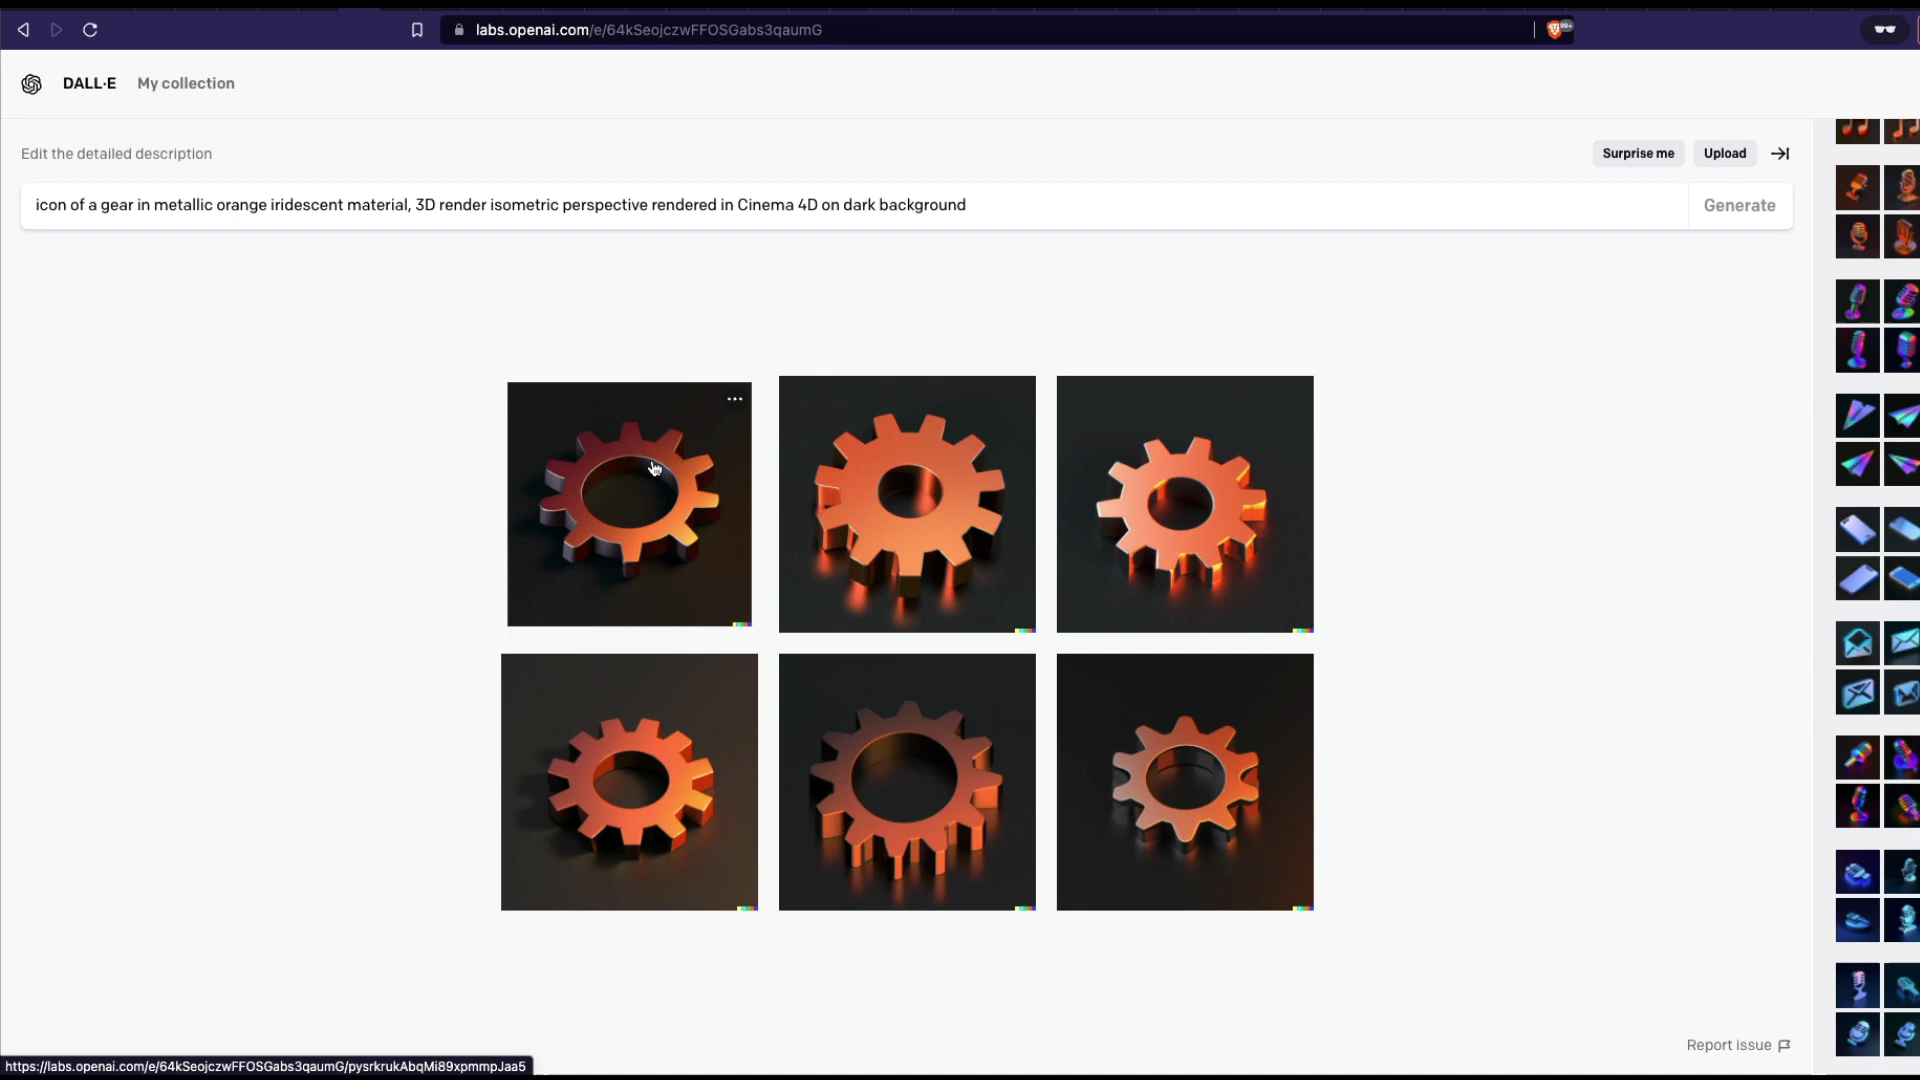 labs.openai.com/e/64kSeojczwFFOSGabs3qaumG
99+
DALL·E My collection
Edit the detailed description
Surprise me Upload
icon of a gear in metallic orange iridescent material, 3D render isometric perspective rendered in Cinema 4D on dark background
Generate
Report issue
https://labs.openai.com/e/64kSeojczwFFOSGabs3qaumG/pysrkrukAbqMi89xpmmpJaa5